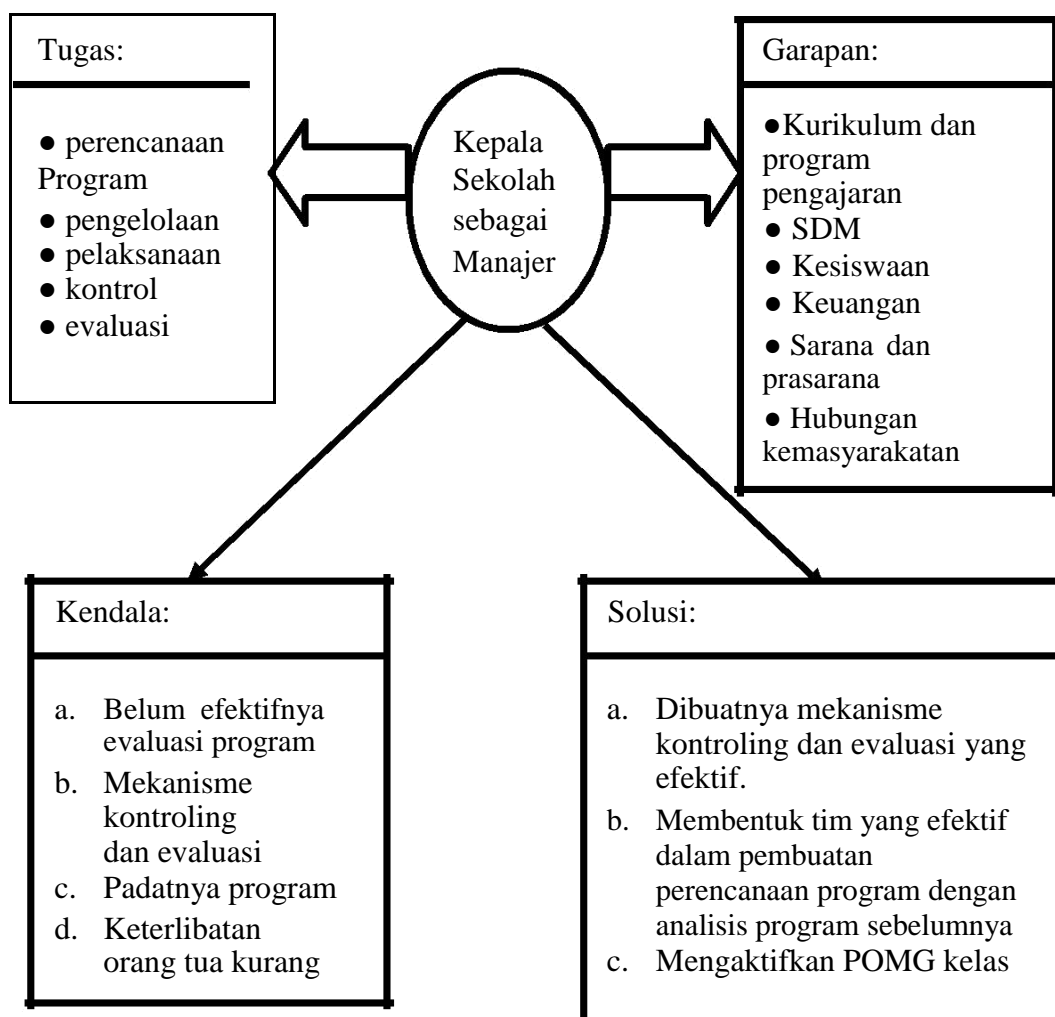 Tugas:
● perencanaan
Program
● pengelolaan
● pelaksanaan
● kontrol
● evaluasi
Kepala
Sekolah
sebagai
Manajer
Garapan:
●Kurikulum dan
program
pengajaran
● SDM
● Kesiswaan
● Keuangan
● Sarana dan
prasarana
● Hubungan
kemasyarakatan
Kendala:
a. Belum efektifnya
evaluasi program
b. Mekanisme
kontroling
dan evaluasi
c. Padatnya program
d. Keterlibatan
orang tua kurang
Solusi:
a. Dibuatnya mekanisme
kontroling dan evaluasi yang
efektif.
b. Membentuk tim yang efektif
dalam pembuatan
perencanaan program dengan
analisis program sebelumnya
c. Mengaktifkan POMG kelas